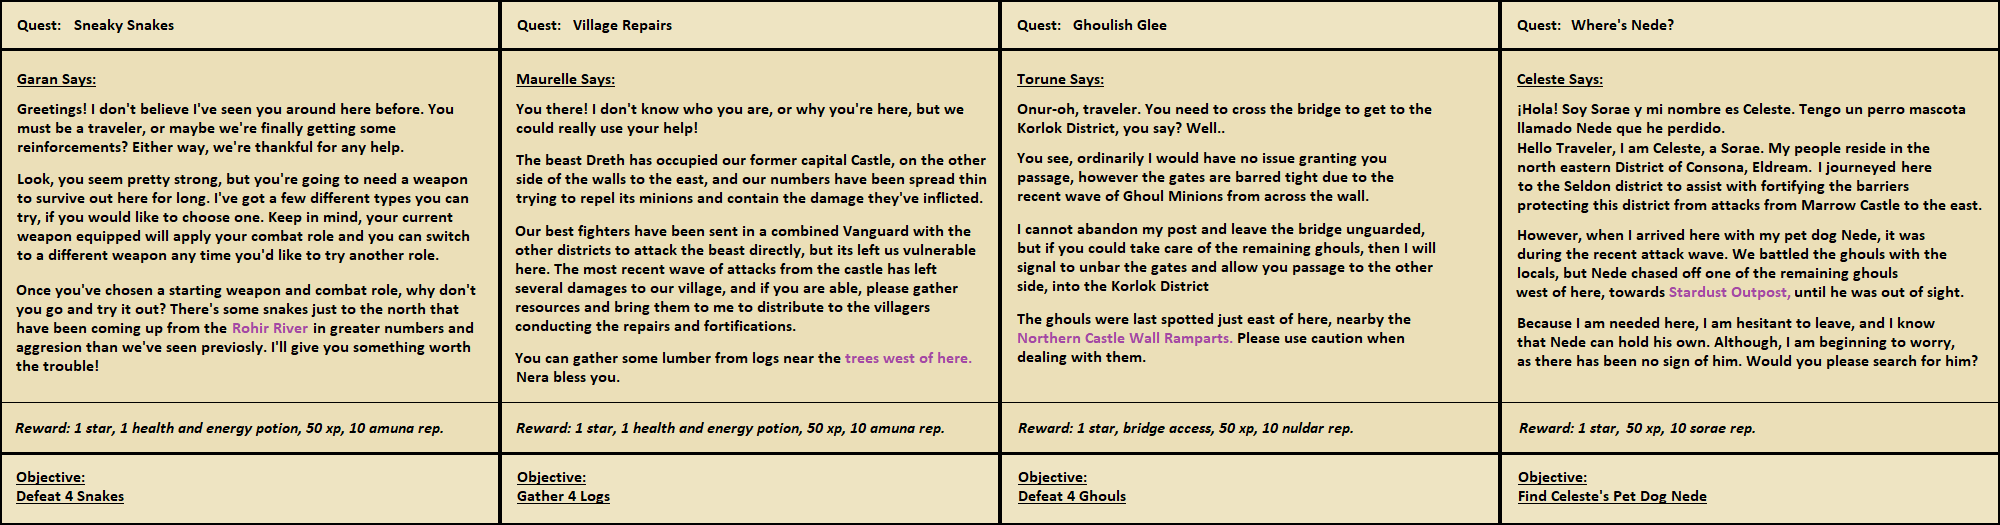 Quest:   Sneaky Snakes
Garan Says:
Greetings! I don't believe I've seen you around here before. You
must be a traveler, or maybe we're finally getting some
reinforcements? Either way, we're thankful for any help.
Look, you seem pretty strong, but you're going to need a weapon
to survive out here for long. I've got a few different types you can
try, if you would like to choose one. Keep in mind, your current
weapon equipped will apply your combat role and you can switch
to a different weapon any time you'd like to try another role.
Once you've chosen a starting weapon and combat role, why don't
you go and try it out? There's some snakes just to the north that
have been coming up from the Rohir River in greater numbers and
aggresion than we've seen previosly. I'll give you something worth
the trouble!
Reward: 1 star, 1 health and energy potion, 50 xp, 10 amuna rep.
Objective:
Defeat 4 Snakes
Quest:   Village Repairs
Maurelle Says:
You there! I don't know who you are, or why you're here, but we
could really use your help!
The beast Dreth has occupied our former capital Castle, on the other
side of the walls to the east, and our numbers have been spread thin
trying to repel its minions and contain the damage they've inflicted.
Our best fighters have been sent in a combined Vanguard with the
other districts to attack the beast directly, but its left us vulnerable
here. The most recent wave of attacks from the castle has left
several damages to our village, and if you are able, please gather
resources and bring them to me to distribute to the villagers
conducting the repairs and fortifications.
You can gather some lumber from logs near the trees west of here.
Nera bless you.
Reward: 1 star, 1 health and energy potion, 50 xp, 10 amuna rep.
Objective:
Gather 4 Logs
Quest:   Ghoulish Glee
Torune Says:
Onur-oh, traveler. You need to cross the bridge to get to the
Korlok District, you say? Well..
You see, ordinarily I would have no issue granting you
passage, however the gates are barred tight due to the
recent wave of Ghoul Minions from across the wall.
I cannot abandon my post and leave the bridge unguarded,
but if you could take care of the remaining ghouls, then I will
signal to unbar the gates and allow you passage to the other
side, into the Korlok District
The ghouls were last spotted just east of here, nearby the
Northern Castle Wall Ramparts. Please use caution when
dealing with them.
Reward: 1 star, bridge access, 50 xp, 10 nuldar rep.
Objective:
Defeat 4 Ghouls
Quest:   Where's Nede?
Celeste Says:
¡Hola! Soy Sorae y mi nombre es Celeste. Tengo un perro mascota
llamado Nede que he perdido.
Hello Traveler, I am Celeste, a Sorae. My people reside in the
north eastern District of Consona, Eldream. I journeyed here
to the Seldon district to assist with fortifying the barriers
protecting this district from attacks from Marrow Castle to the east.
However, when I arrived here with my pet dog Nede, it was
during the recent attack wave. We battled the ghouls with the
locals, but Nede chased off one of the remaining ghouls
west of here, towards Stardust Outpost, until he was out of sight.
Because I am needed here, I am hesitant to leave, and I know
that Nede can hold his own. Although, I am beginning to worry,
as there has been no sign of him. Would you please search for him?
Reward: 1 star, 50 xp, 10 sorae rep.
Objective:
Find Celeste's Pet Dog Nede